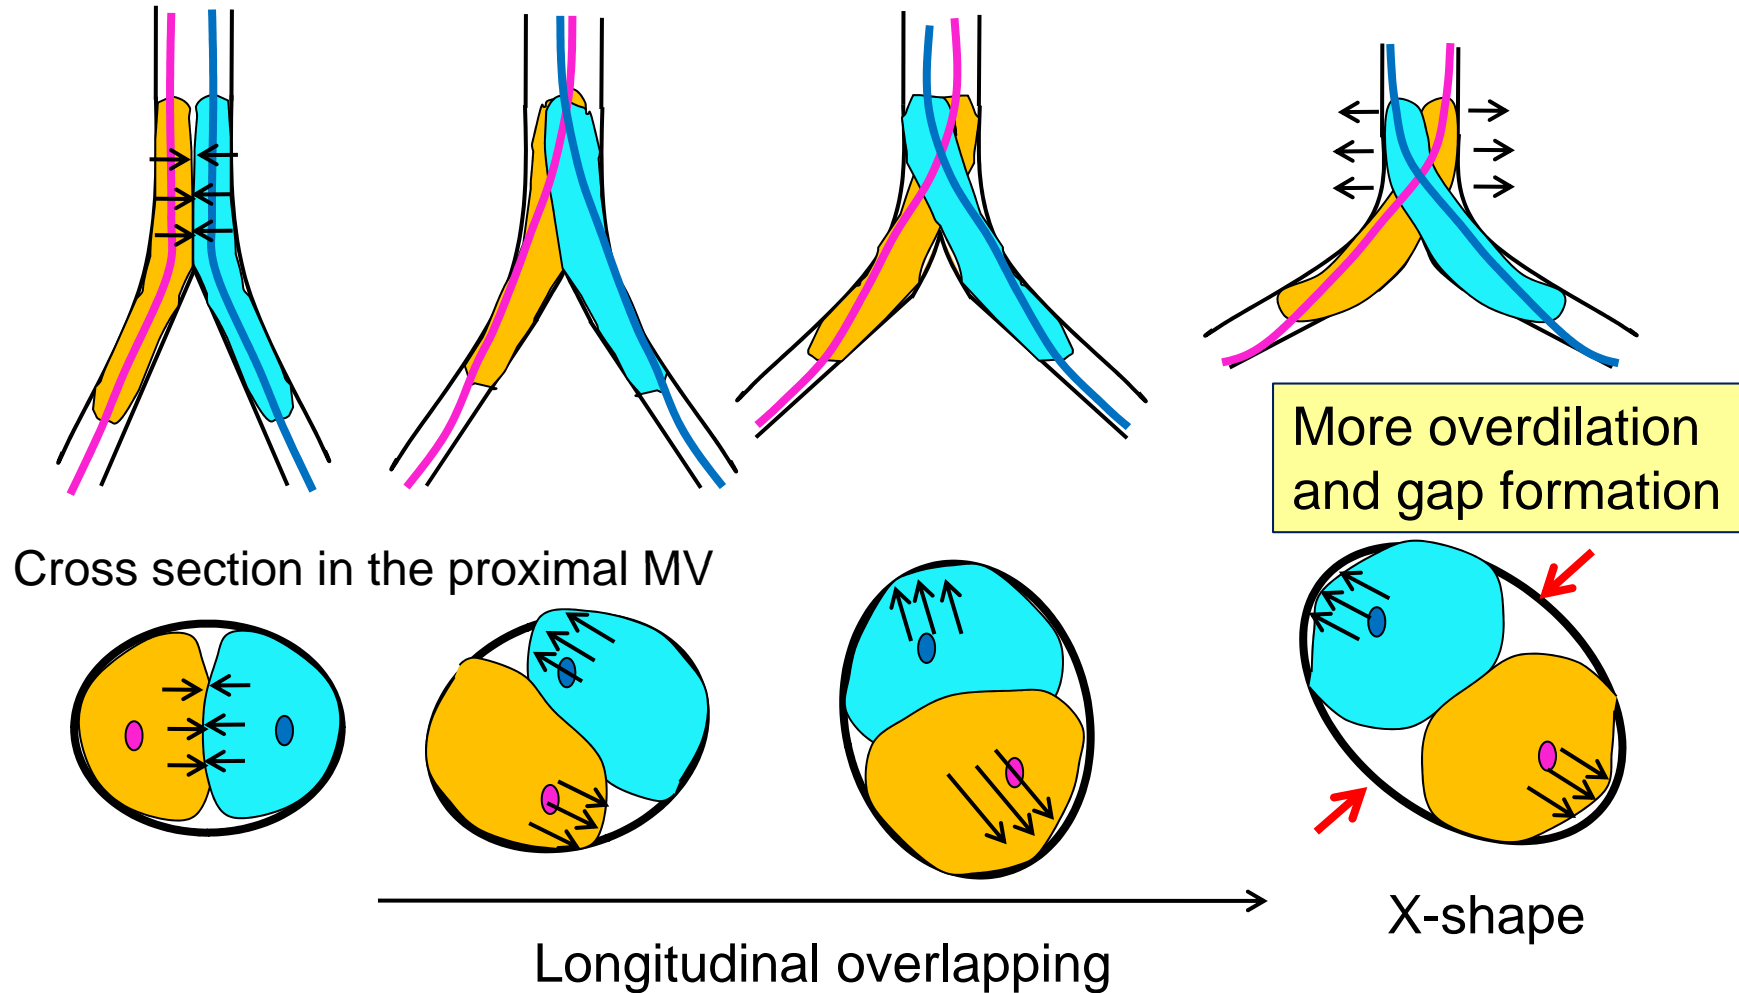 More overdilation
and gap formation
Cross section in the proximal MV
X-shape
Longitudinal overlapping